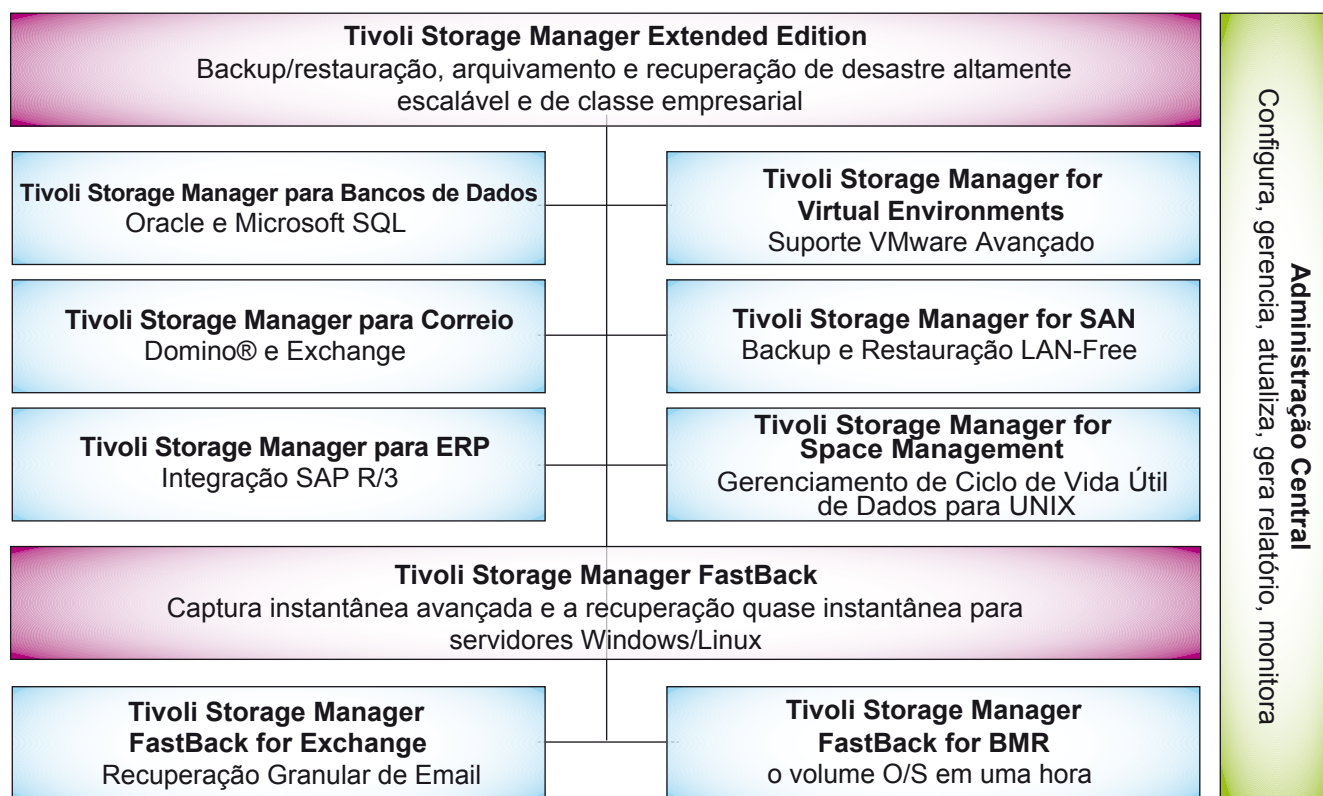 Tivoli Storage Manager Extended Edition
Backup/restauração, arquivamento e recuperação de desastre altamente
escalável e de classe empresarial
Tivoli Storage Manager para Bancos de Dados
Oracle e Microsoft SQL
Tivoli Storage Manager for
Virtual Environments
Suporte VMware Avançado
Tivoli Storage Manager para Correio
Domino® e Exchange
Tivoli Storage Manager for SAN
Backup e Restauração LAN-Free
Tivoli Storage Manager para ERP
Integração SAP R/3
Tivoli Storage Manager for
Space Management
Gerenciamento de Ciclo de Vida Útil
de Dados para UNIX
Tivoli Storage Manager FastBack
Captura instantânea avançada e a recuperação quase instantânea para
servidores Windows/Linux
Tivoli Storage Manager
FastBack for Exchange
Recuperação Granular de Email
Tivoli Storage Manager
FastBack for BMR
o volume O/S em uma hora
Administração Central
Configura, gerencia, atualiza, gera relatório, monitora